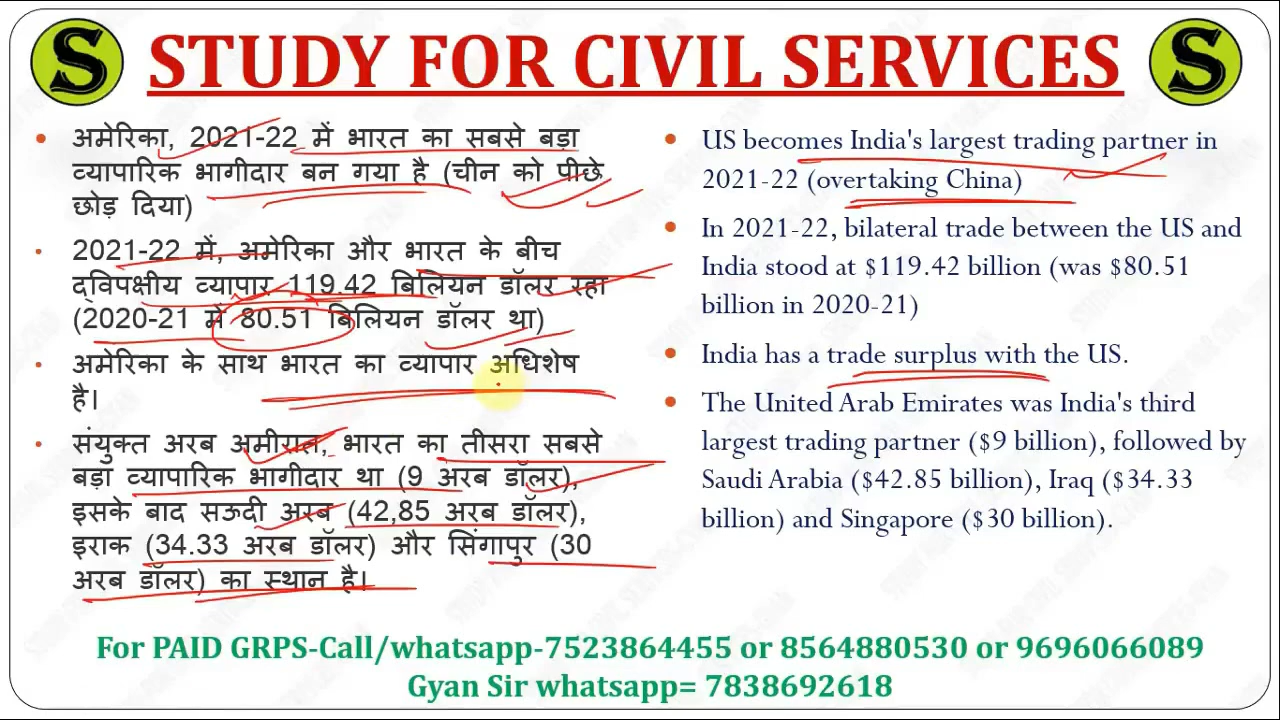 S STUDY FOR CIVIL SERVICES S
अमेरिका, 2021-22 में भारत का सबसे बड़ा
व्यापारिक भागीदार बन गया है (चीन को पीछे
छोड़ दिया)
2021-22 में, अमेरिका और भारत के बीच
द्विपक्षीय व्यापार 119.42 बिलियन डॉलर रहा
(2020-21 में 80.51 बिलियन डॉलर था)
अमेरिका के साथ भारत का व्यापार अधिशेष
है।
संयुक्त अरब अमीरात, भारत का तीसरा सबसे
बड़ा व्यापारिक भागीदार था (9 अरब डॉलर),
इसके बाद सऊदी अरब (42,85 अरब डॉलर),
इराक (34.33 अरब डॉलर) और सिंगापुर (30
अरब डॉलर) का स्थान है।
US becomes India's largest trading partner in
2021-22 (overtaking China)
In 2021-22, bilateral trade between the US and
India stood at $119.42 billion (was $80.51
billion in 2020-21)
India has a trade surplus with the US.
The United Arab Emirates was India's third
largest trading partner ($9 billion), followed by
Saudi Arabia ($42.85 billion), Iraq ($34.33
billion) and Singapore ($30 billion).
For PAID GRPS-Call/whatsapp-7523864455 or 8564880530 or 9696066089
Gyan Sir whatsapp= 7838692618